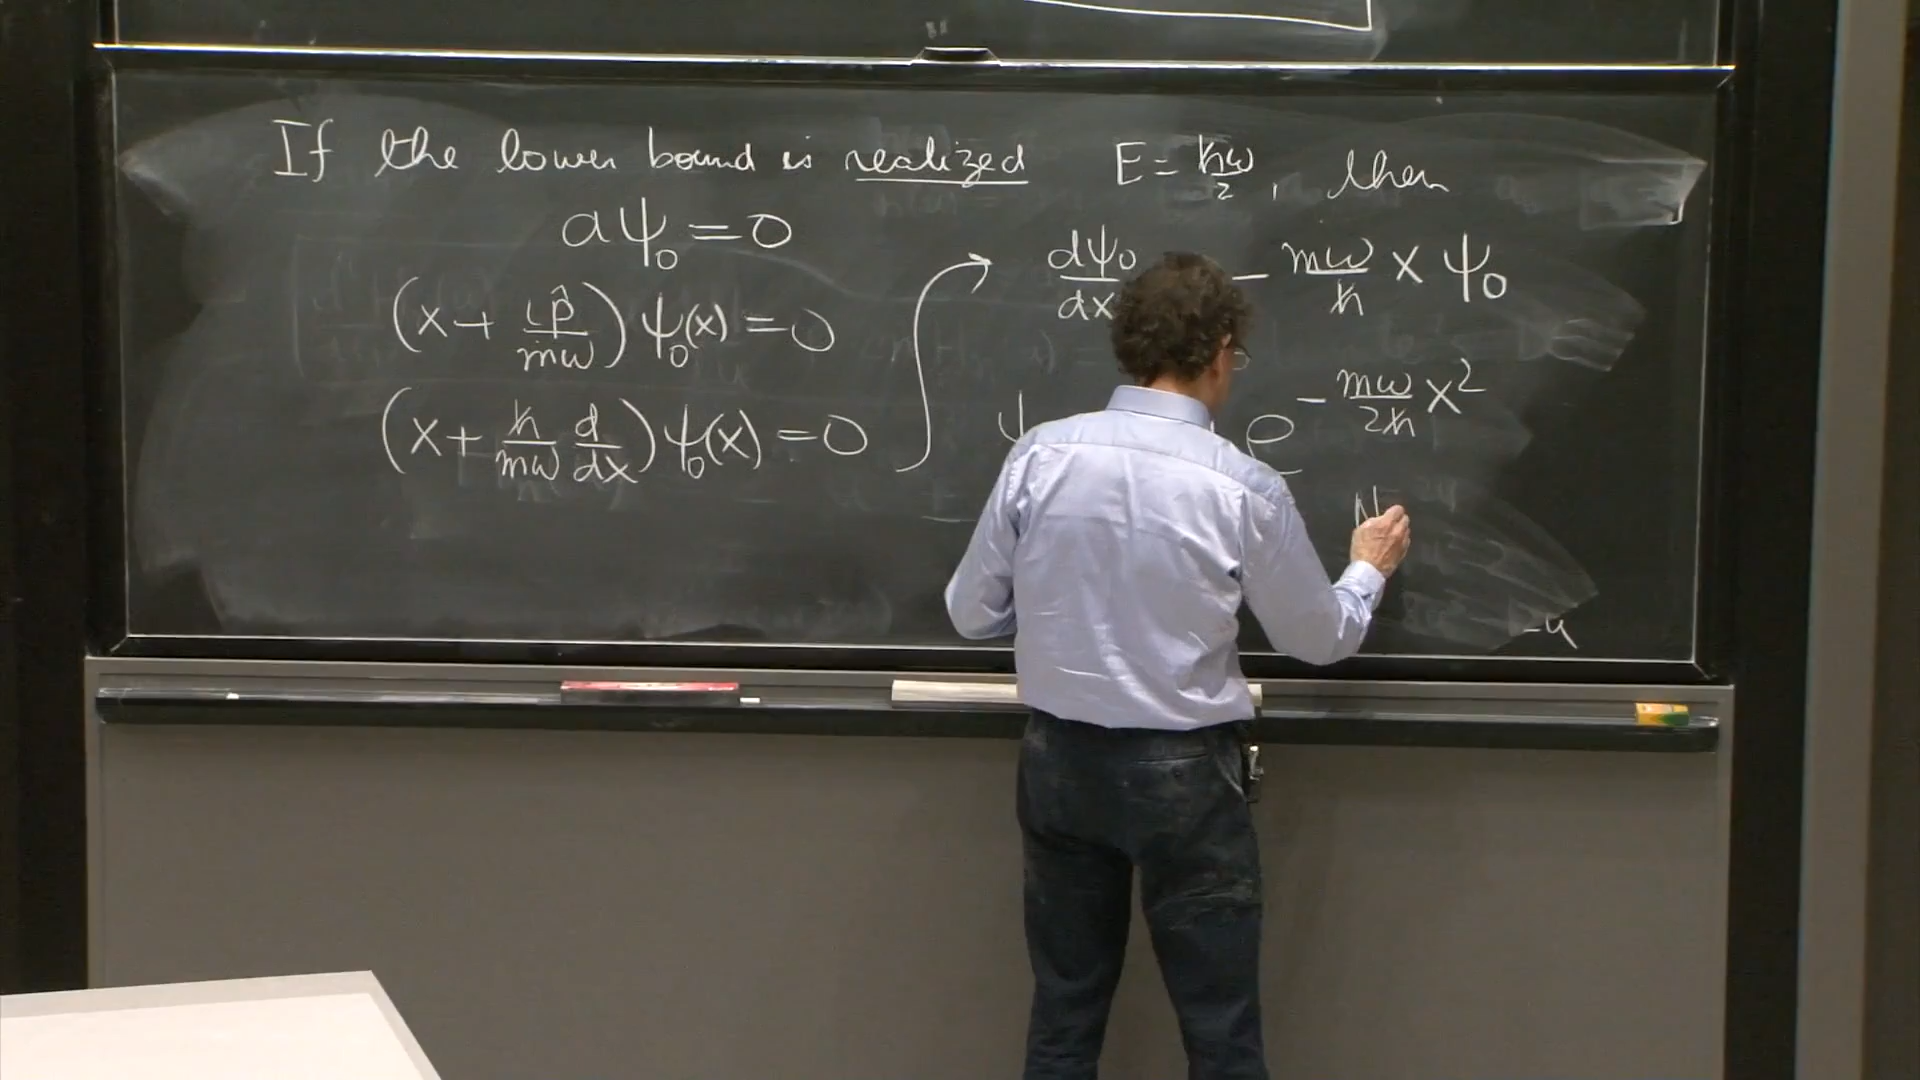 If the lower bound is realized E = ħω/2, then
aψ₀ = 0
(x + ip̂/mω) ψ₀(x) = 0
(x + ħ/mω d/dx) ψ₀(x) = 0
dψ₀/dx - mω/ħ x ψ₀
ψ e^(-mω/2ħ x²)
N